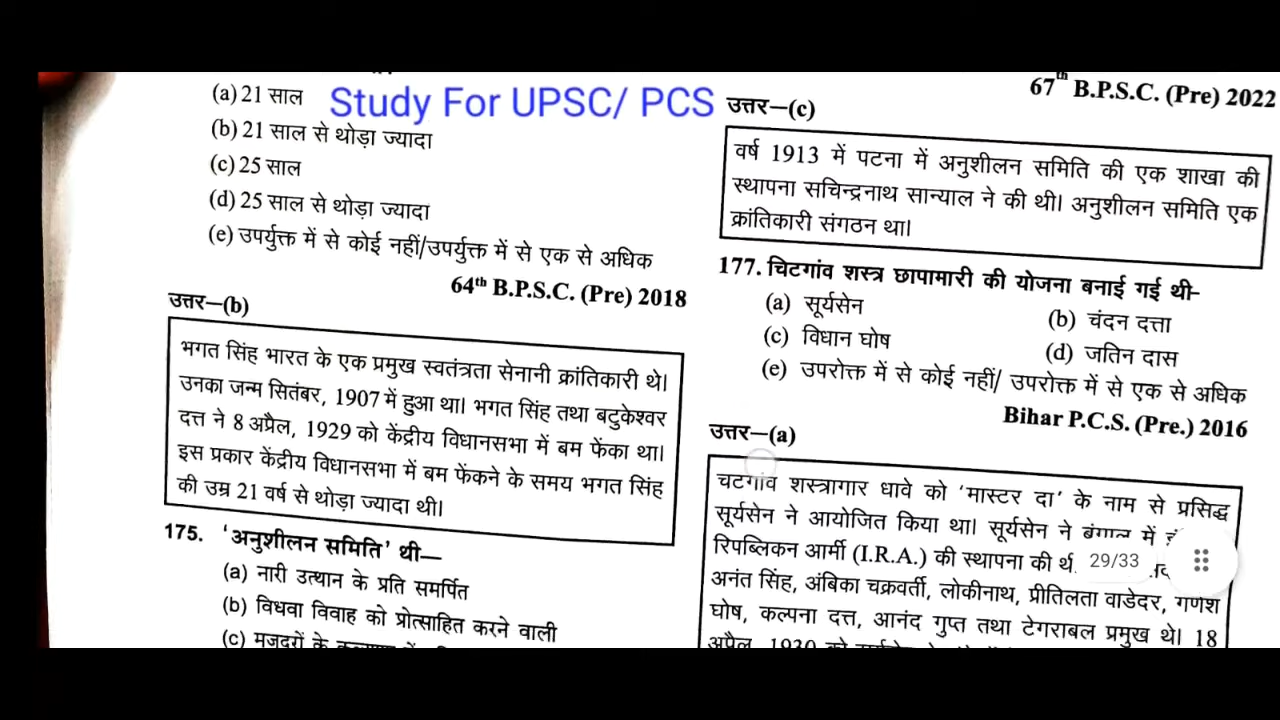 (a) 21 साल
Study For UPSC/ PCS
(b) 21 साल से थोड़ा ज्यादा
(c) 25 साल
(d) 25 साल से थोड़ा ज्यादा
(e) उपर्युक्त में से कोई नहीं/उपर्युक्त में से एक से अधिक
64th B.P.S.C. (Pre) 2018
उत्तर—(b)
भगत सिंह भारत के एक प्रमुख स्वतंत्रता सेनानी क्रांतिकारी थे।
उनका जन्म सितंबर, 1907 में हुआ था। भगत सिंह तथा बटुकेश्वर
दत्त ने 8 अप्रैल, 1929 को केंद्रीय विधानसभा में बम फेंका था।
इस प्रकार केंद्रीय विधानसभा में बम फेंकने के समय भगत सिंह
की उम्र 21 वर्ष से थोड़ा ज्यादा थी।
175. 'अनुशीलन समिति' थी—
(a) नारी उत्थान के प्रति समर्पित
(b) विधवा विवाह को प्रोत्साहित करने वाली
(c) मजदूरों के कल्याण में
67th B.P.S.C. (Pre) 2022
उत्तर—(c)
वर्ष 1913 में पटना में अनुशीलन समिति की एक शाखा की
स्थापना सचिन्द्रनाथ सान्याल ने की थी। अनुशीलन समिति एक
क्रांतिकारी संगठन था।
177. चिटगांव शस्त्र छापामारी की योजना बनाई गई थी-
(a) सूर्यसेन
(b) चंदन दत्ता
(c) विधान घोष
(d) जतिन दास
(e) उपरोक्त में से कोई नहीं/ उपरोक्त में से एक से अधिक
Bihar P.C.S. (Pre.) 2016
उत्तर—(a)
चटगांव शस्त्रागार धावे को 'मास्टर दा' के नाम से प्रसिद्ध
सूर्यसेन ने आयोजित किया था। सूर्यसेन ने बंगाल में
रिपब्लिकन आर्मी (I.R.A.) की स्थापना की
29/33
अनंत सिंह, अंबिका चक्रवर्ती, लोकीनाथ, प्रीतिलता वाडेदर, गणेश
घोष, कल्पना दत्त, आनंद गुप्त तथा टेगराबल प्रमुख थे। 18
अप्रैल, 1930 को